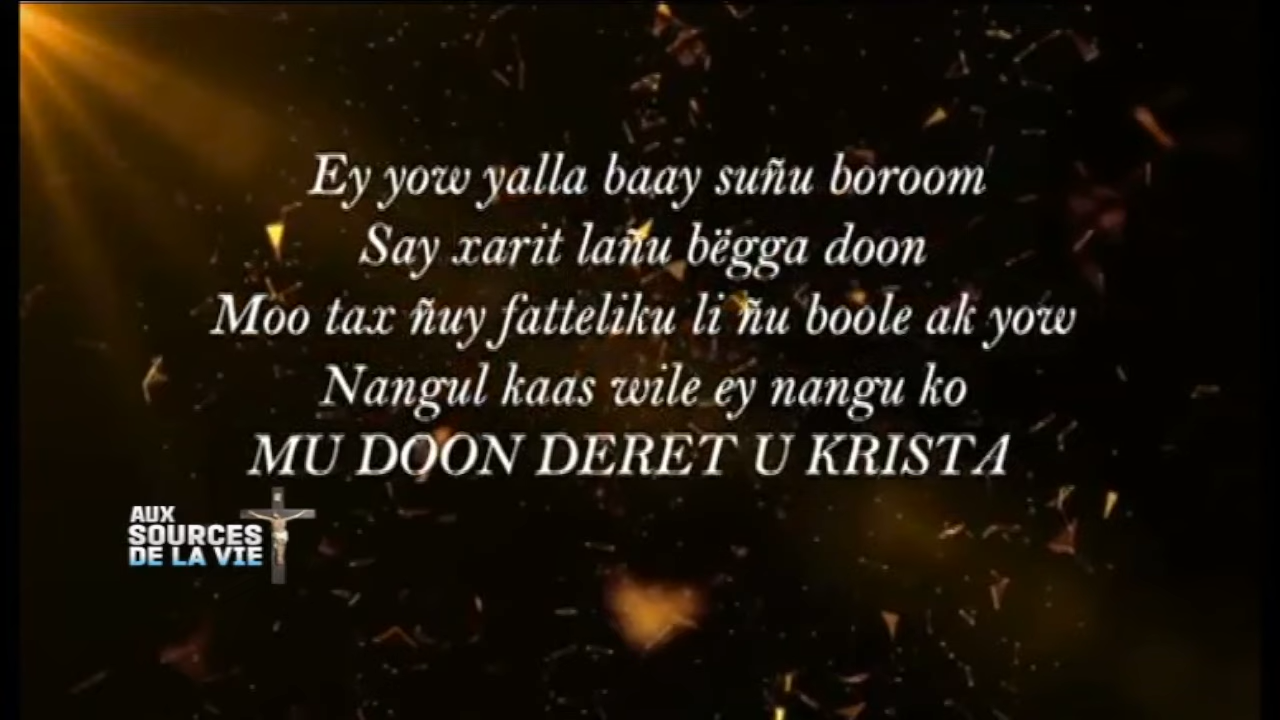 Ey yow yalla baay suñu boroom
Say xarit lañu bëgga doon
Moo tax ñuy fatteliku li ñu boole ak yow
Nangul kaas wile ey nangu ko
MU DOON DERET U KRISTA
AUX
SOURCES
DE LA VIE